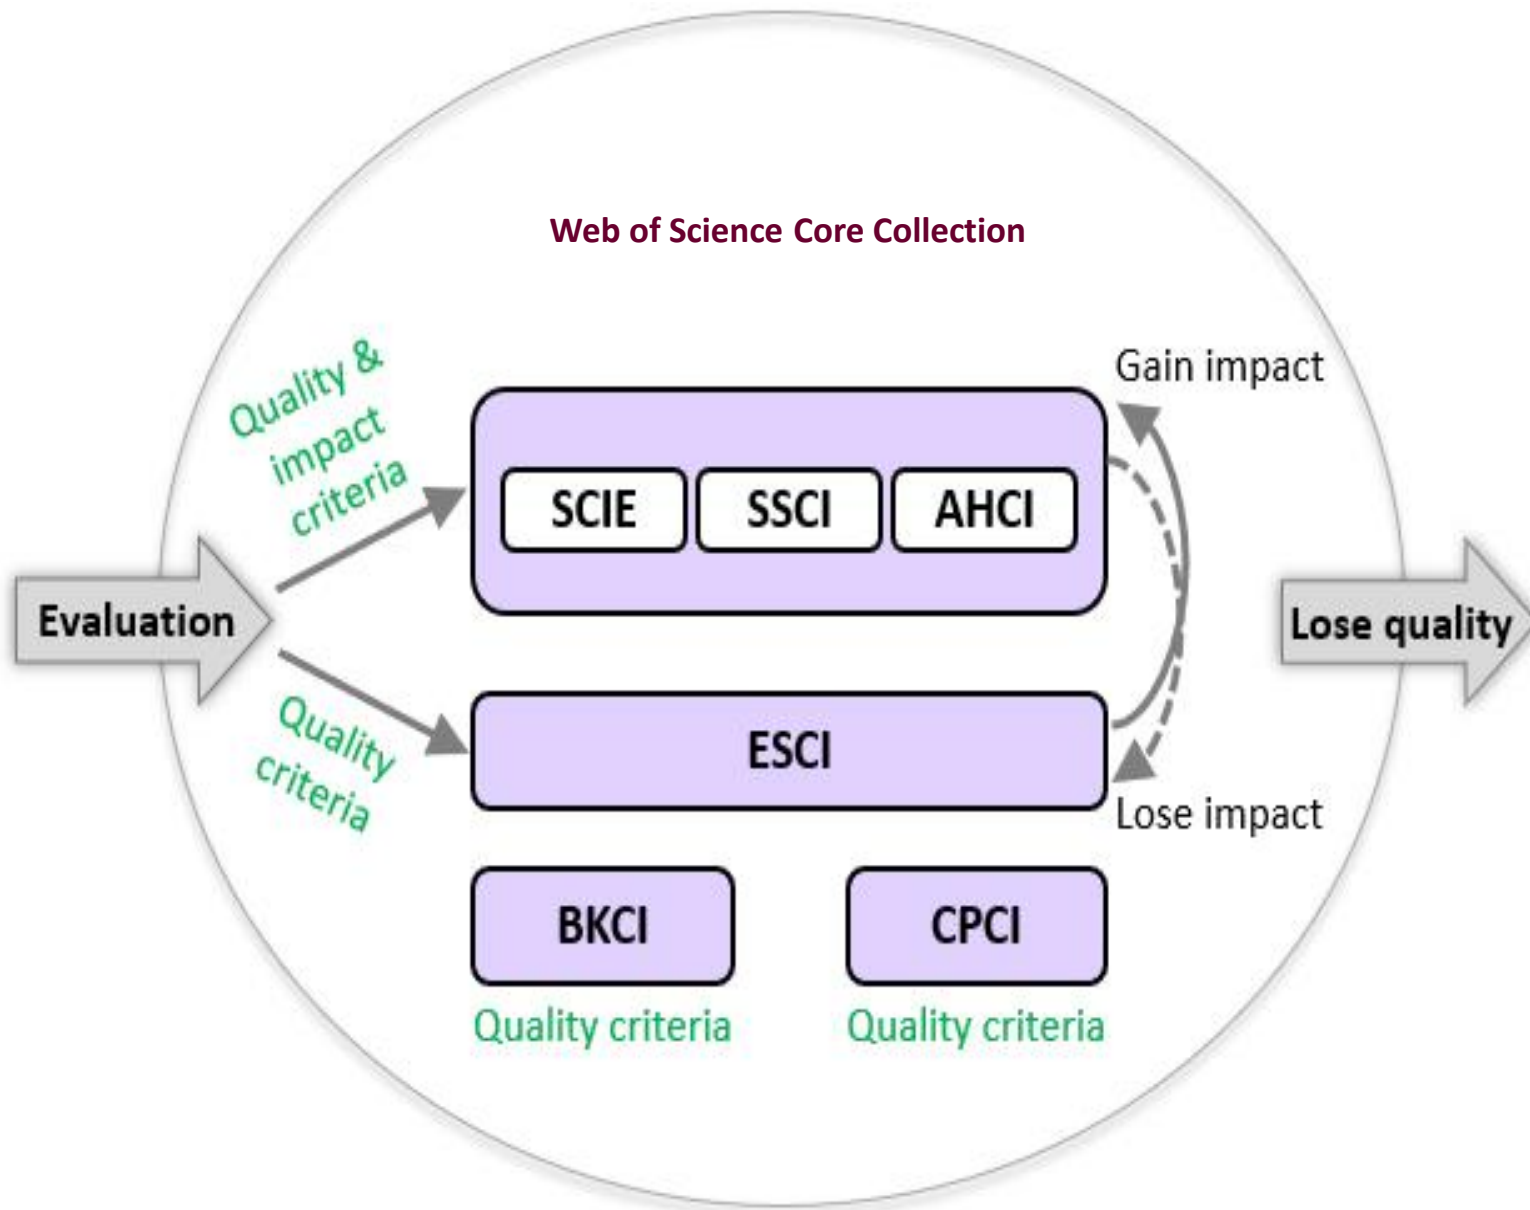 Web of Science Core Collection
Quality &
impact
criteria
Gain impact
SCIE
SSCI
AHCI
Evaluation
Lose quality
Quality
criteria
ESCI
Lose impact
BKCI
CPCI
Quality criteria
Quality criteria